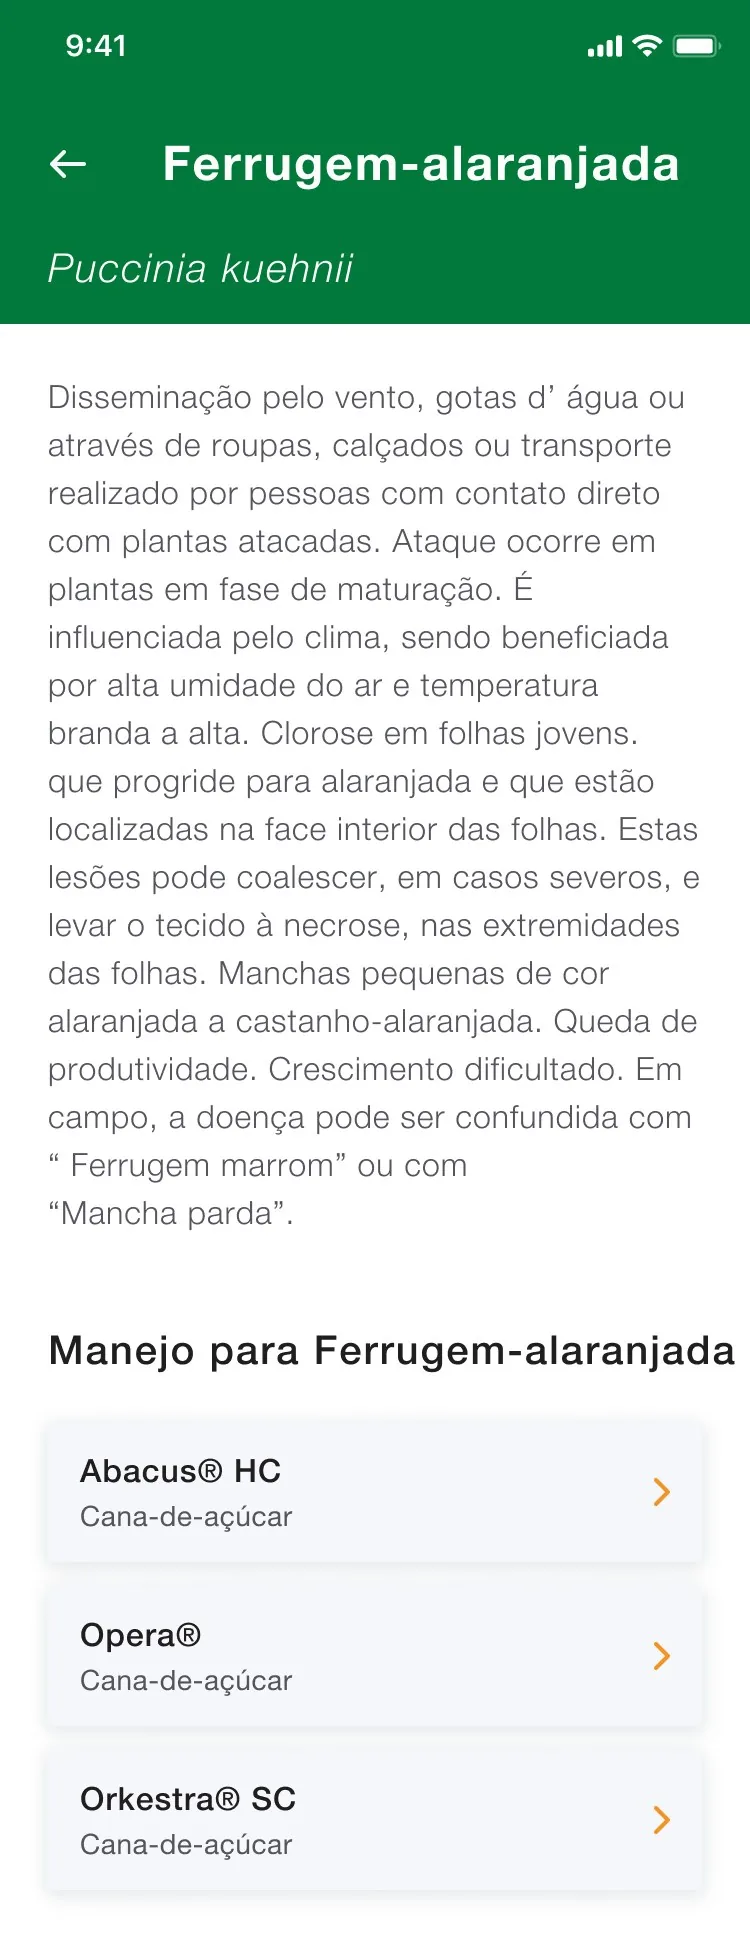 9:41
Ferrugem-alaranjada
Puccinia kuehnii
Disseminação pelo vento, gotas d’ água ou
através de roupas, calçados ou transporte
realizado por pessoas com contato direto
com plantas atacadas. Ataque ocorre em
plantas em fase de maturação. É
influenciada pelo clima, sendo beneficiada
por alta umidade do ar e temperatura
branda a alta. Clorose em folhas jovens.
que progride para alaranjada e que estão
localizadas na face interior das folhas. Estas
lesões pode coalescer, em casos severos, e
levar o tecido à necrose, nas extremidades
das folhas. Manchas pequenas de cor
alaranjada a castanho-alaranjada. Queda de
produtividade. Crescimento dificultado. Em
campo, a doença pode ser confundida com
“ Ferrugem marrom” ou com
“Mancha parda”.
Manejo para Ferrugem-alaranjada
Abacus® HC
Cana-de-açúcar
Opera®
Cana-de-açúcar
Orkestra® SC
Cana-de-açúcar